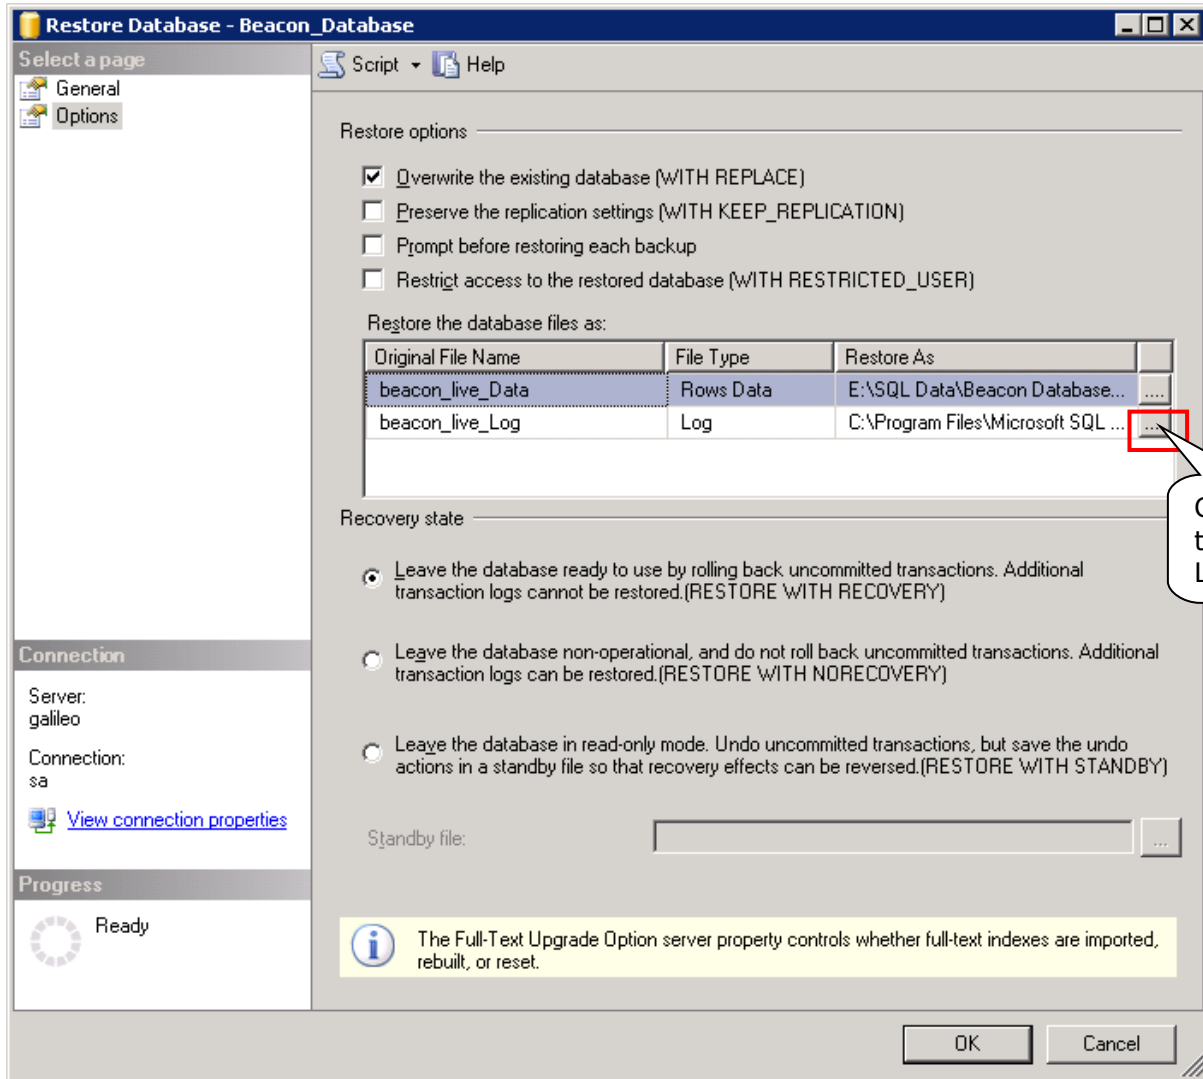 Restore Database - Beacon_Database
Select a page
General
Options
Script
Help
Restore options
Overwrite the existing database (WITH REPLACE)
Preserve the replication settings (WITH KEEP_REPLICATION)
Prompt before restoring each backup
Restrict access to the restored database (WITH RESTRICTED_USER)
Restore the database files as:
Original File Name File Type Restore As
beacon_live_Data Rows Data E:\SQL Data\Beacon Database... ....
beacon_live_Log Log C:\Program Files\Microsoft SQL ... ...
Recovery state
Leave the database ready to use by rolling back uncommitted transactions. Additional
transaction logs cannot be restored.(RESTORE WITH RECOVERY)
Leave the database non-operational, and do not roll back uncommitted transactions. Additional
transaction logs can be restored.(RESTORE WITH NORECOVERY)
Leave the database in read-only mode. Undo uncommitted transactions, but save the undo
actions in a standby file so that recovery effects can be reversed.(RESTORE WITH STANDBY)
Standby file: ...
Connection
Server:
galileo
Connection:
sa
View connection properties
Progress
Ready
The Full-Text Upgrade Option server property controls whether full-text indexes are imported,
rebuilt, or reset.
OK Cancel